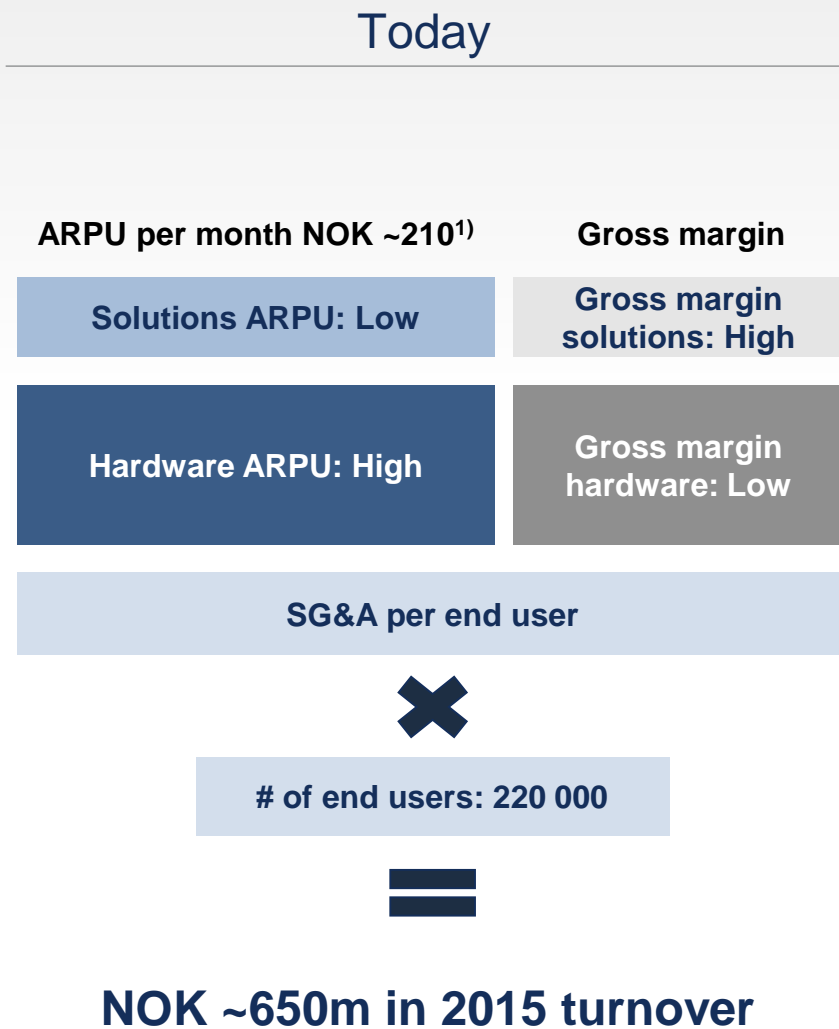 Today
ARPU per month NOK ~210¹⁾
Gross margin
Solutions ARPU: Low
Gross margin
solutions: High
Hardware ARPU: High
Gross margin
hardware: Low
SG&A per end user
# of end users: 220 000
NOK ~650m in 2015 turnover